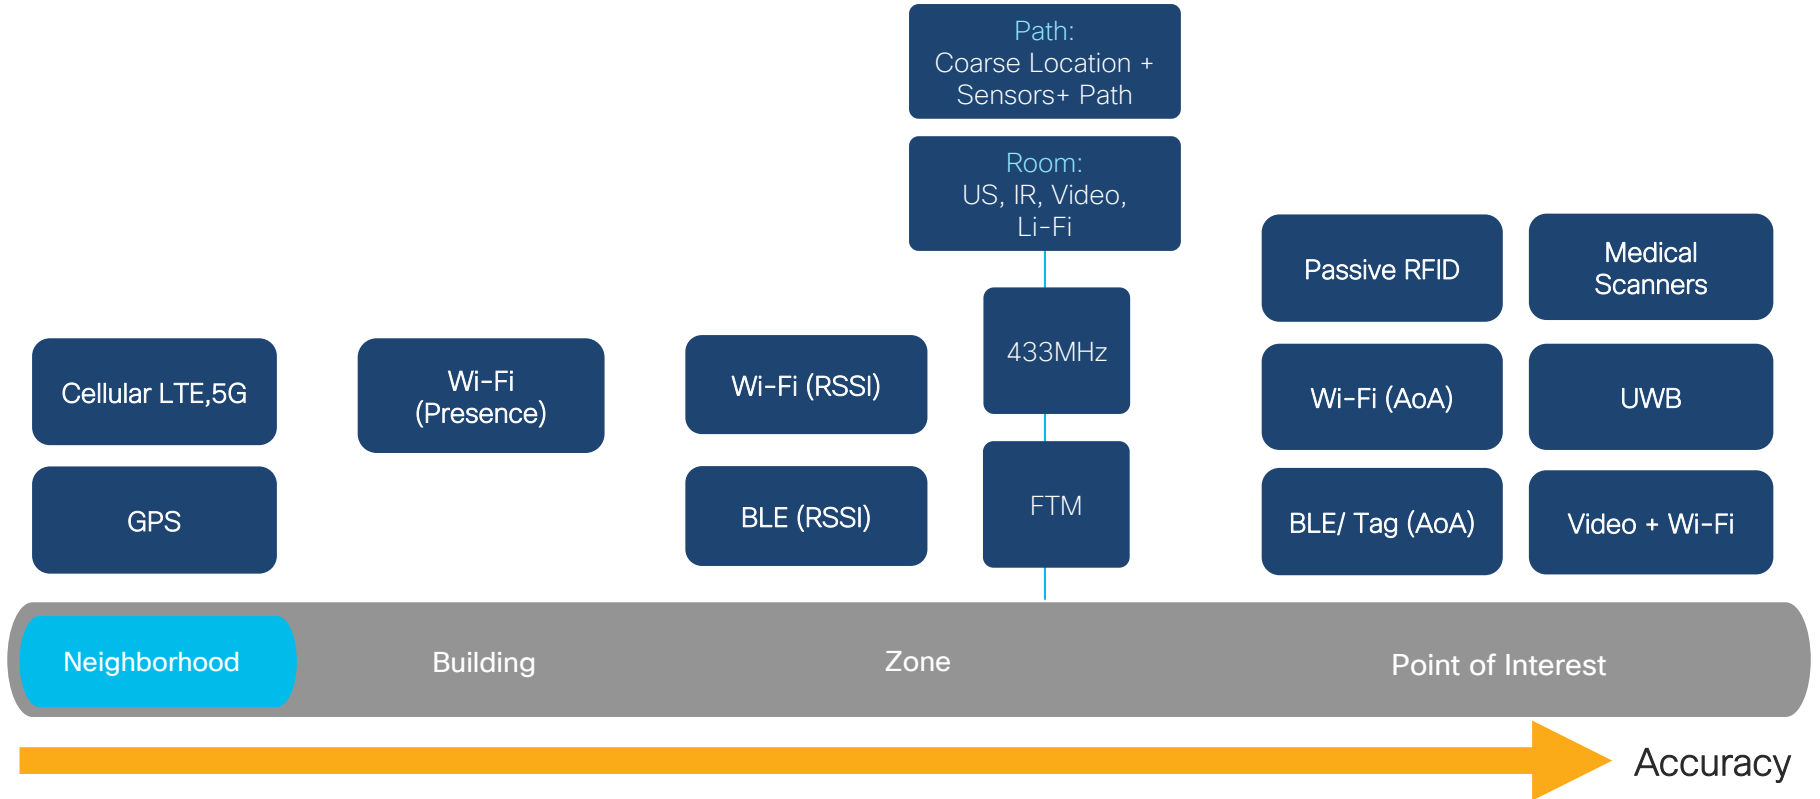 Path:
Coarse Location +
Sensors+ Path
Room:
US, IR, Video,
Li-Fi
Passive RFID
Medical
Scanners
433MHz
Cellular LTE,5G
Wi-Fi
(Presence)
Wi-Fi (RSSI)
Wi-Fi (AoA)
UWB
GPS
BLE (RSSI)
FTM
BLE/ Tag (AoA)
Video + Wi-Fi
Neighborhood
Building
Zone
Point of Interest
Accuracy